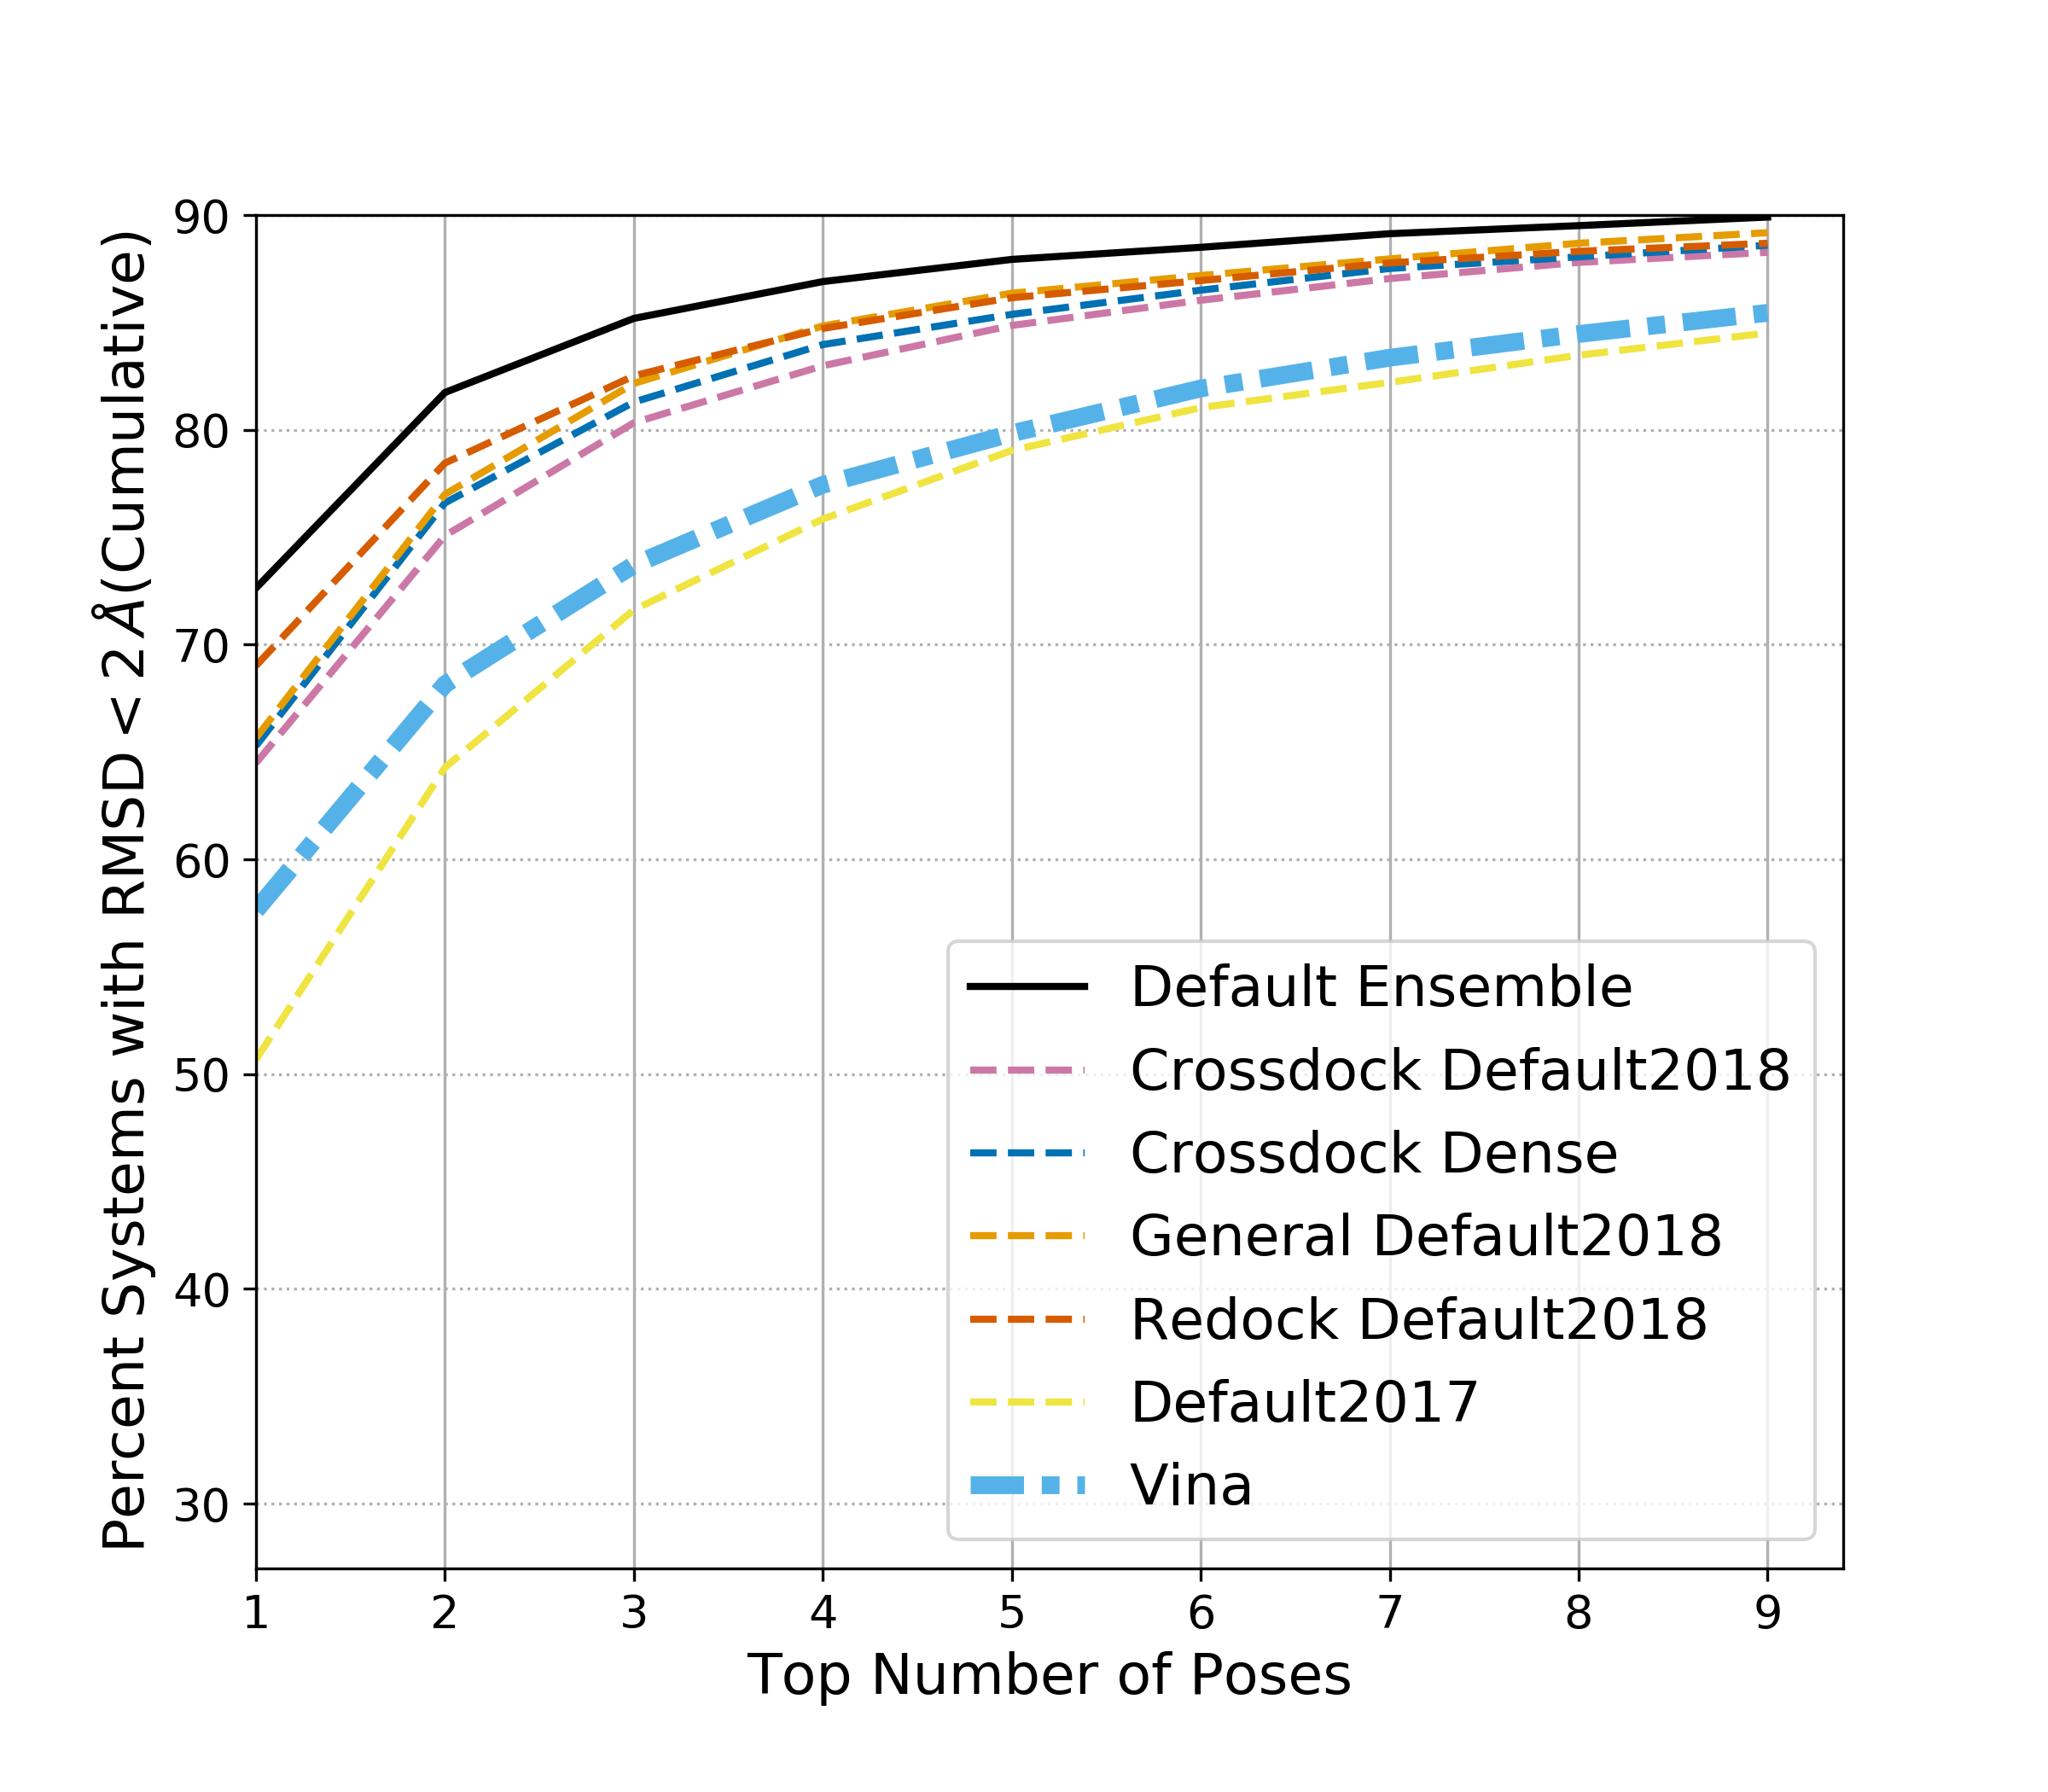 Percent Systems with RMSD < 2 Å(Cumulative)
90
80
70
60
50
40
30
1 2 3 4 5 6 7 8 9
Top Number of Poses
Default Ensemble
Crossdock Default2018
Crossdock Dense
General Default2018
Redock Default2018
Default2017
Vina